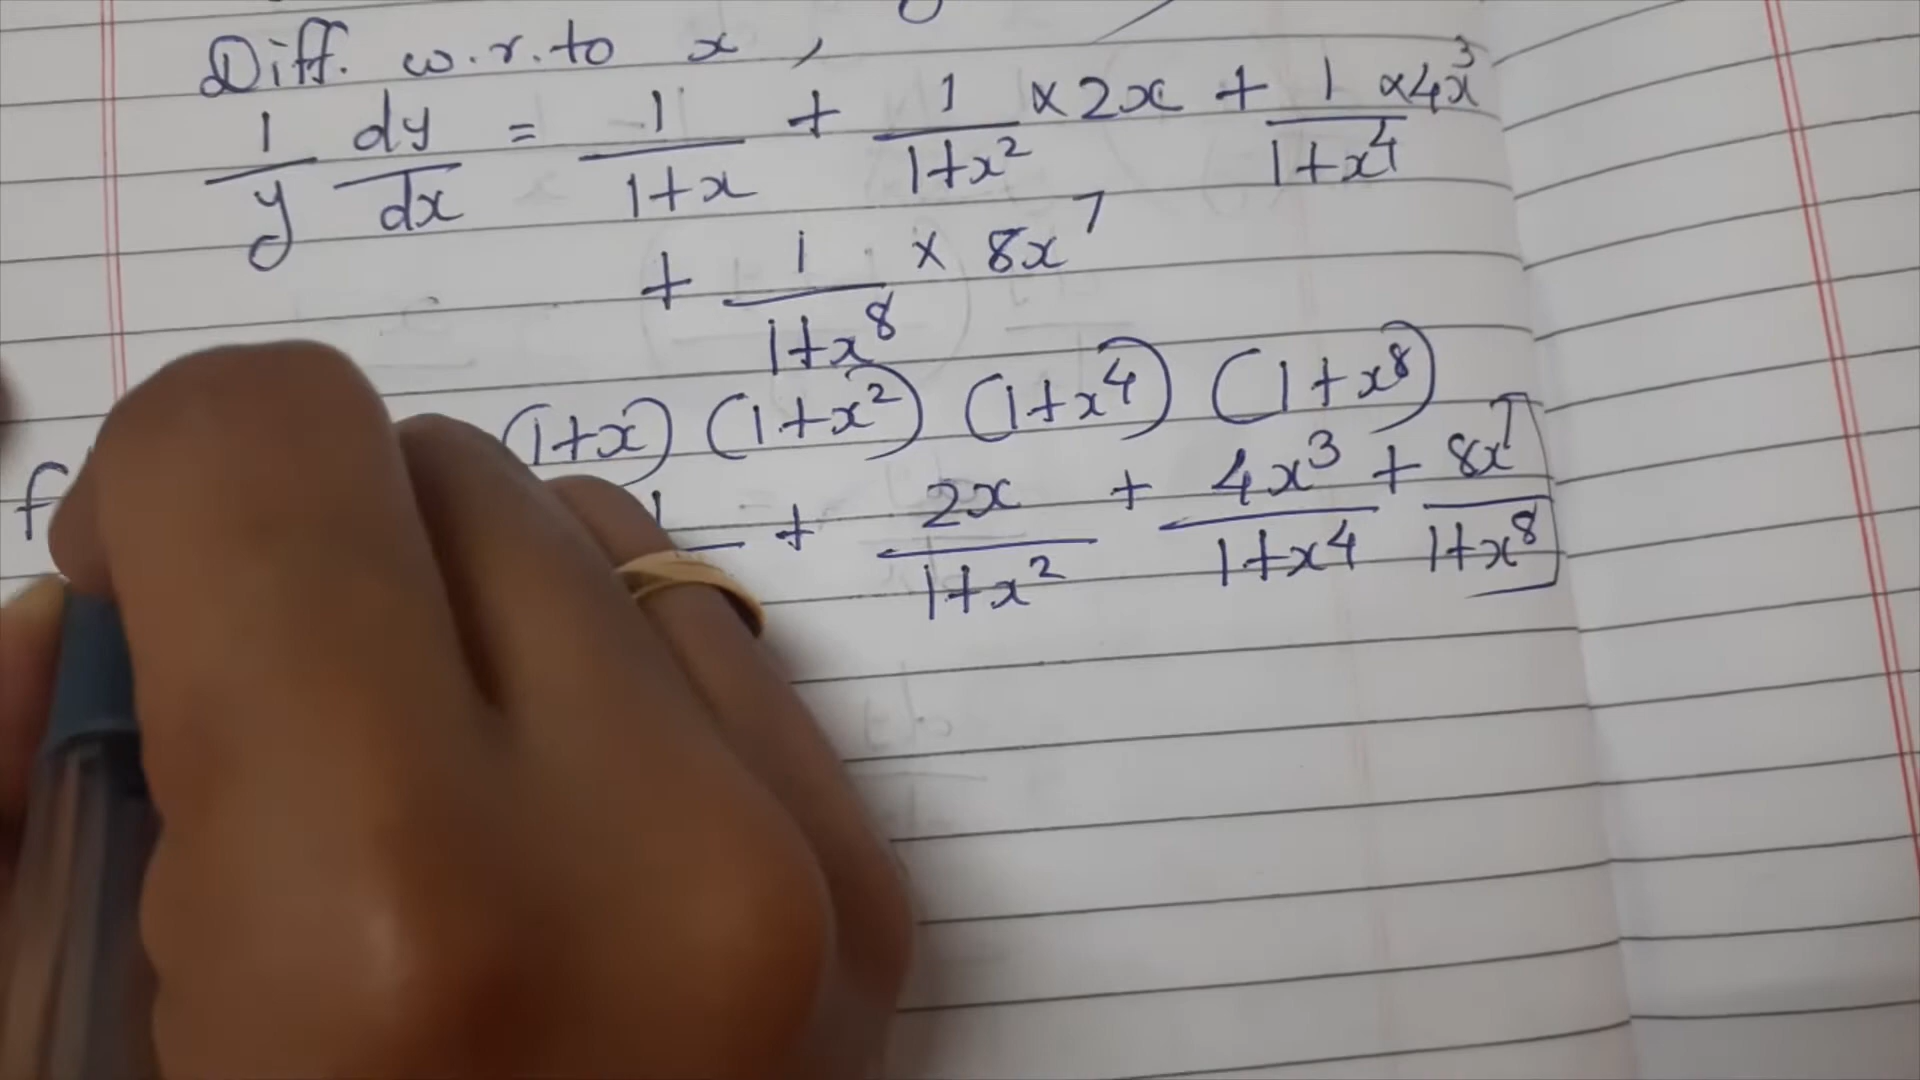 Diff. w.r.to x,
1/y dy/dx = 1/1+x + 1/1+x² ×2x + 1/1+x⁴ ×4x³
+ 1/1+x⁸ × 8x⁷
(1+x) (1+x²) (1+x⁴) (1+x⁸)
f 1 + 2x/1+x² + 4x³/1+x⁴ + 8x⁷/1+x⁸